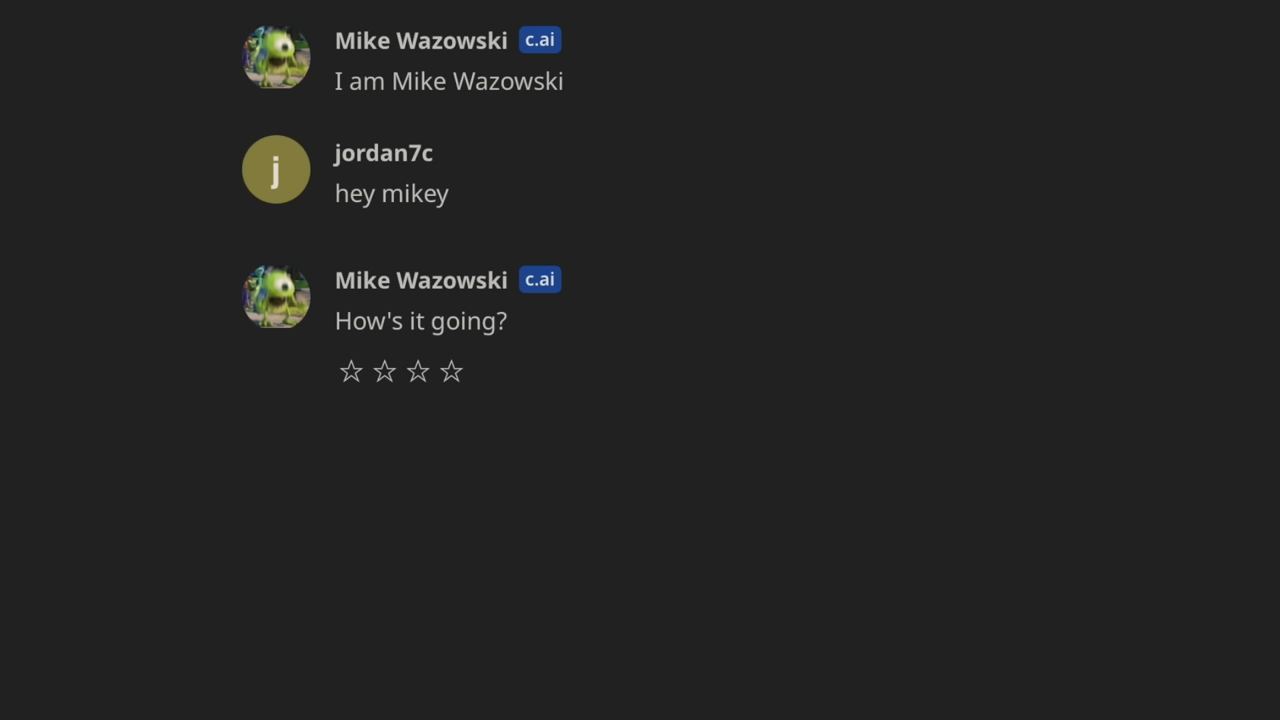 Mike Wazowski c.ai
I am Mike Wazowski
j
jordan7c
hey mikey
Mike Wazowski c.ai
How's it going?
☆ ☆ ☆ ☆